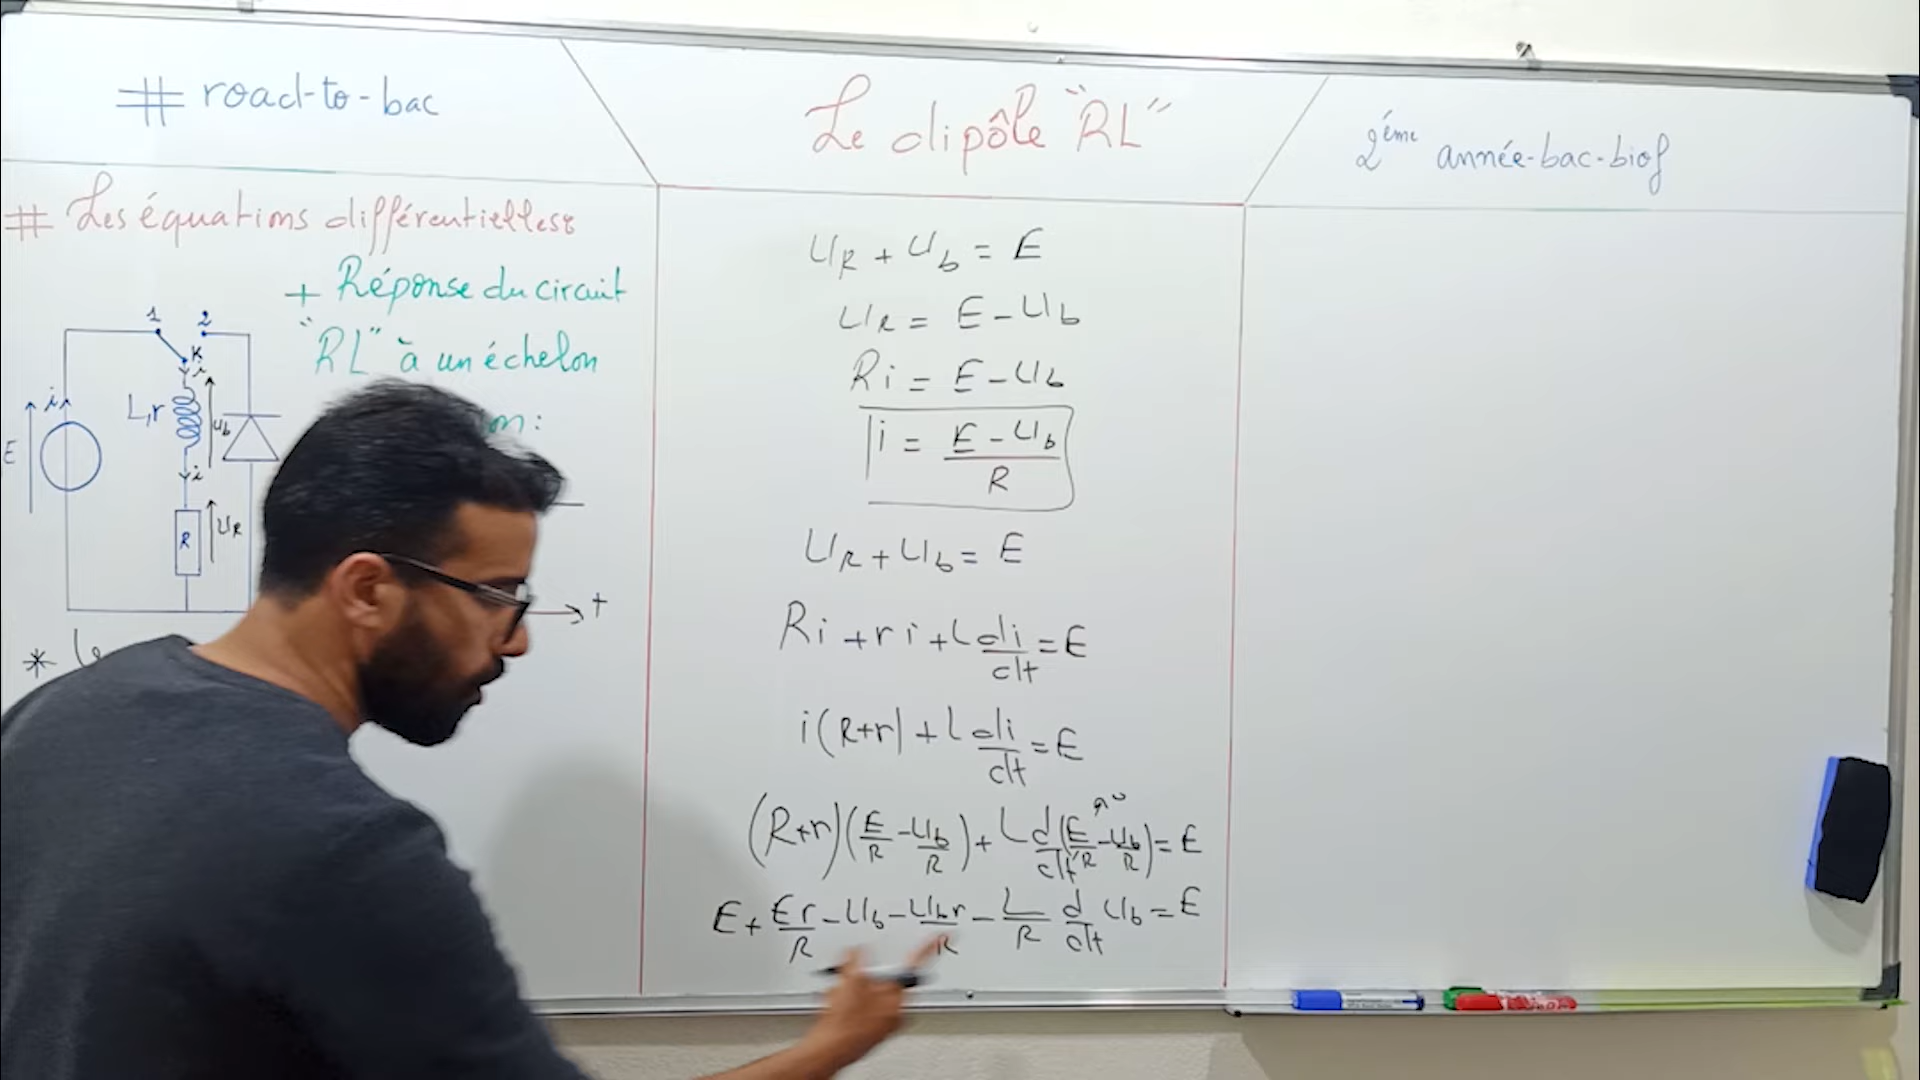 # road-to-bac
Le dipôle "RL"
2ème année-bac-biof
# Les équations différentielles:
+ Réponse du circuit
"RL" à un échelon
on:
1 2
K
i
L,r
u_b
i
E
i
R
U_R
t
*
U_R + U_b = E
U_R = E - U_b
Ri = E - U_b
i = (E - U_b)/R
U_R + U_b = E
Ri + ri + L di/dt = E
i(R+r) + L di/dt = E
(R+r)(E/R - U_b/R) + L d/dt(E/R - U_b/R) = E
E + Er/R - U_b - U_b r/R - L/R d/dt U_b = E